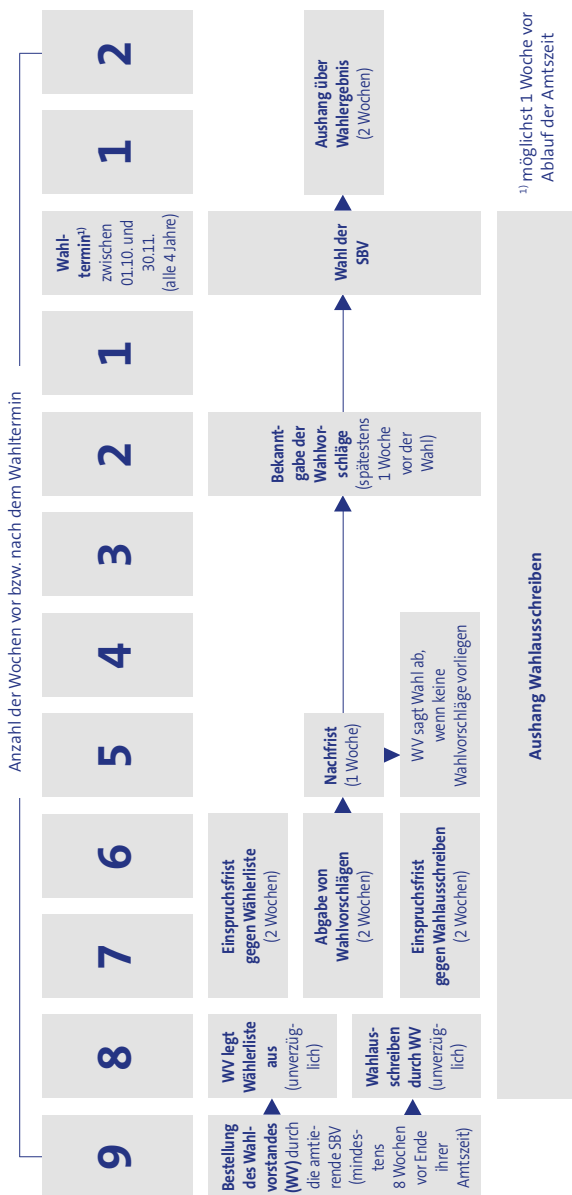 Anzahl der Wochen vor bzw. nach dem Wahltermin
9
8
7
6
5
4
3
2
1
Wahl-
termin¹⁾
zwischen
01.10. und
30.11.
(alle 4 Jahre)
1
2
Bestellung
des Wahl-
vorstandes
(WV) durch
die amtie-
rende SBV
(mindes-
tens
8 Wochen
vor Ende
ihrer
Amtszeit)
WV legt
Wählerliste
aus
(unverzüg-
lich)
Wahlaus-
schreiben
durch WV
(unverzüg-
lich)
Einspruchsfrist
gegen Wählerliste
(2 Wochen)
Abgabe von
Wahlvorschlägen
(2 Wochen)
Einspruchsfrist
gegen Wahlausschreiben
(2 Wochen)
Nachfrist
(1 Woche)
WV sagt Wahl ab,
wenn keine
Wahlvorschläge vorliegen
Bekannt-
gabe der
Wahlvor-
schläge
(spätestens
1 Woche
vor der
Wahl)
Wahl der
SBV
Aushang über
Wahlergebnis
(2 Wochen)
Aushang Wahlausschreiben
¹⁾ möglichst 1 Woche vor
Ablauf der Amtszeit